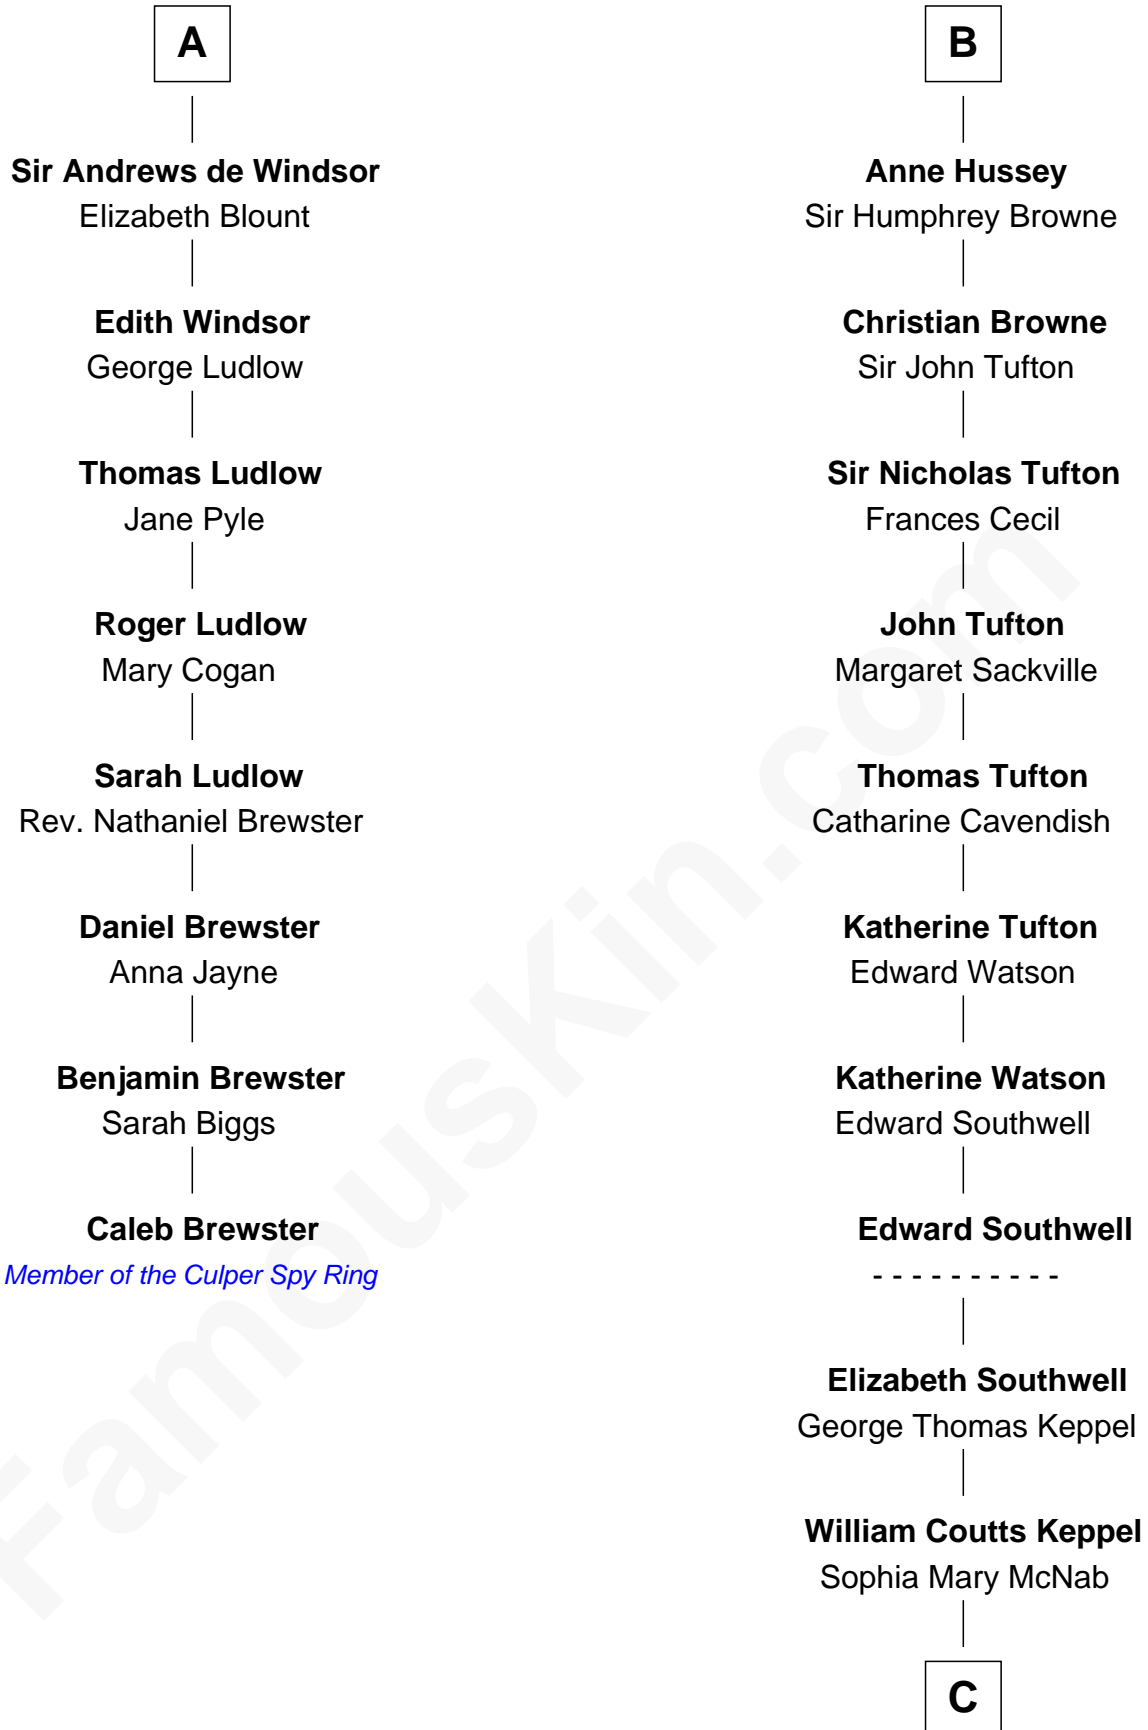 A
Sir Andrews de Windsor
Elizabeth Blount
Edith Windsor
George Ludlow
Thomas Ludlow
Jane Pyle
Roger Ludlow
Mary Cogan
Sarah Ludlow
Rev. Nathaniel Brewster
Daniel Brewster
Anna Jayne
Benjamin Brewster
Sarah Biggs
Caleb Brewster
Member of the Culper Spy Ring
B
Anne Hussey
Sir Humphrey Browne
Christian Browne
Sir John Tufton
Sir Nicholas Tufton
Frances Cecil
John Tufton
Margaret Sackville
Thomas Tufton
Catharine Cavendish
Katherine Tufton
Edward Watson
Katherine Watson
Edward Southwell
Edward Southwell
- - - - - - - - - -
Elizabeth Southwell
George Thomas Keppel
William Coutts Keppel
Sophia Mary McNab
C
FamousKin.com